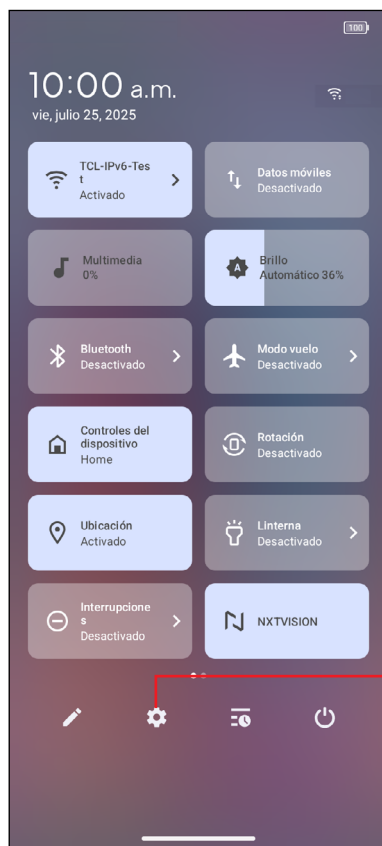 100
10:00 a.m.
vie, julio 25, 2025
TCL-IPv6-Tes
t
Activado
Datos móviles
Desactivado
Multimedia
0%
A
Brillo
Automático 36%
Bluetooth
Desactivado
Modo vuelo
Desactivado
Controles del
dispositivo
Home
Rotación
Desactivado
Ubicación
Activado
Linterna
Desactivado
Interrupcione
s
Desactivado
NXTVISION